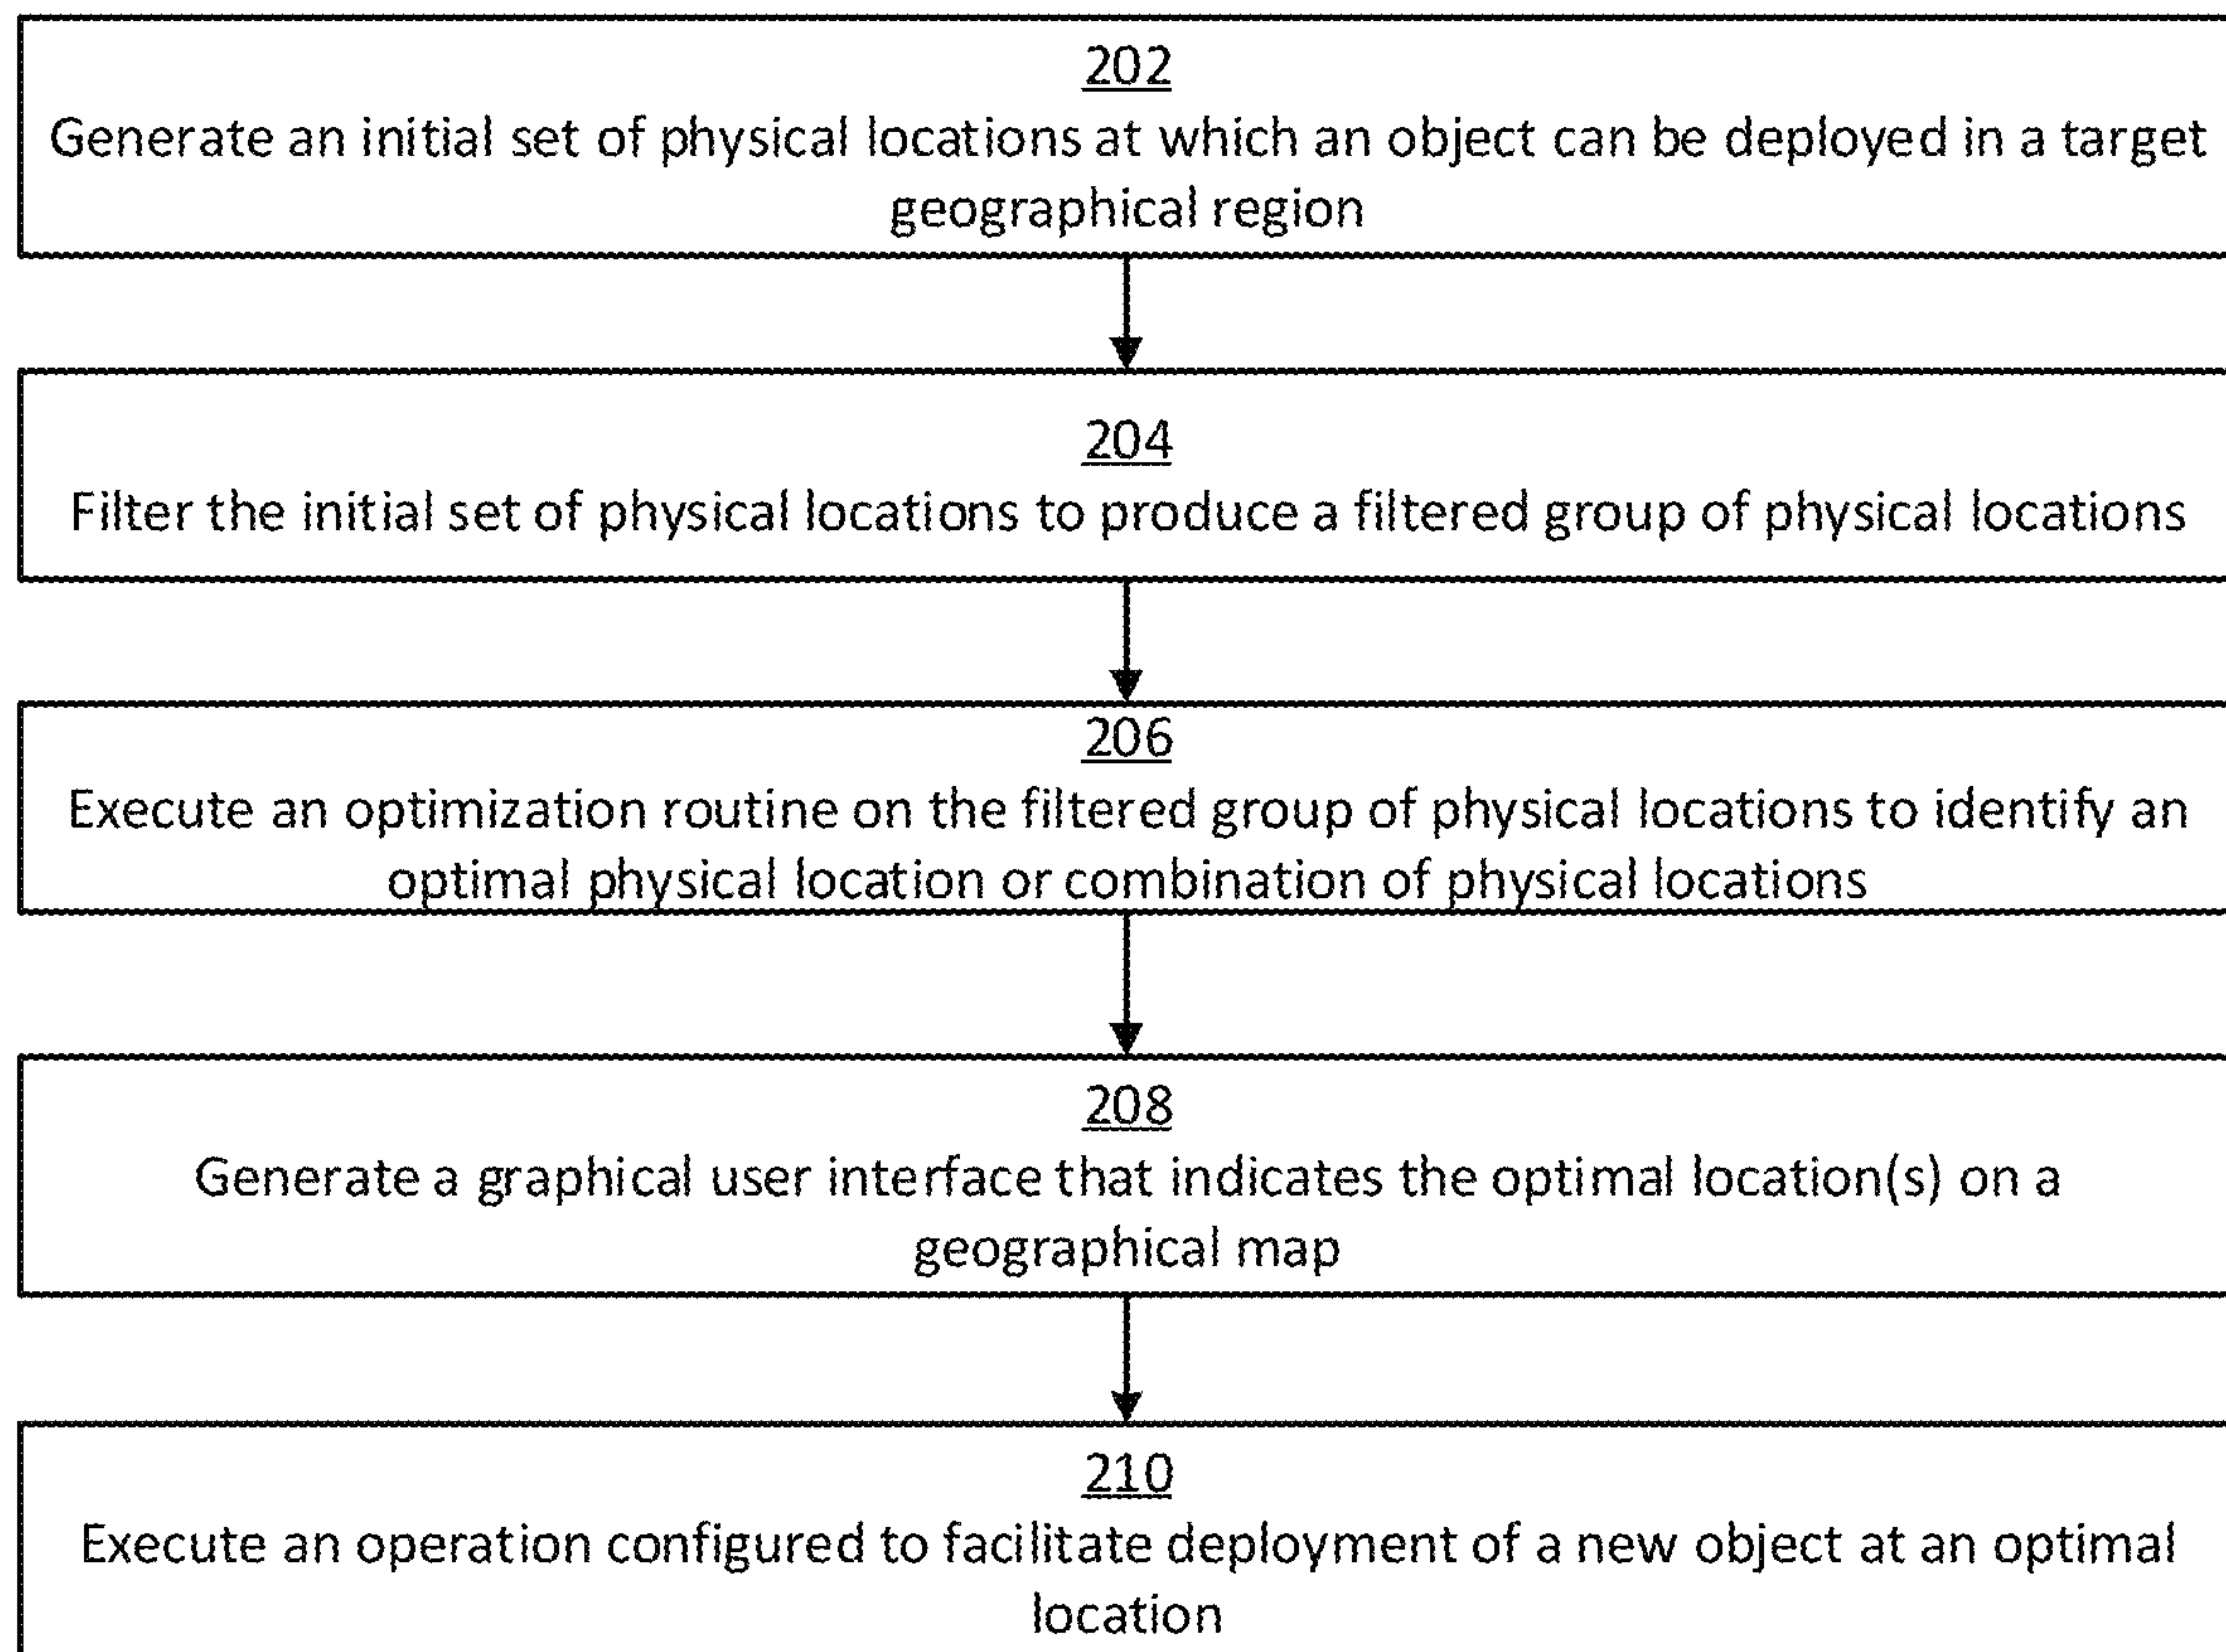 202
Generate an initial set of physical locations at which an object can be deployed in a target
geographical region
204
Filter the initial set of physical locations to produce a filtered group of physical locations
206
Execute an optimization routine on the filtered group of physical locations to identify an
optimal physical location or combination of physical locations
208
Generate a graphical user interface that indicates the optimal location(s) on a
geographical map
210
Execute an operation configured to facilitate deployment of a new object at an optimal
location